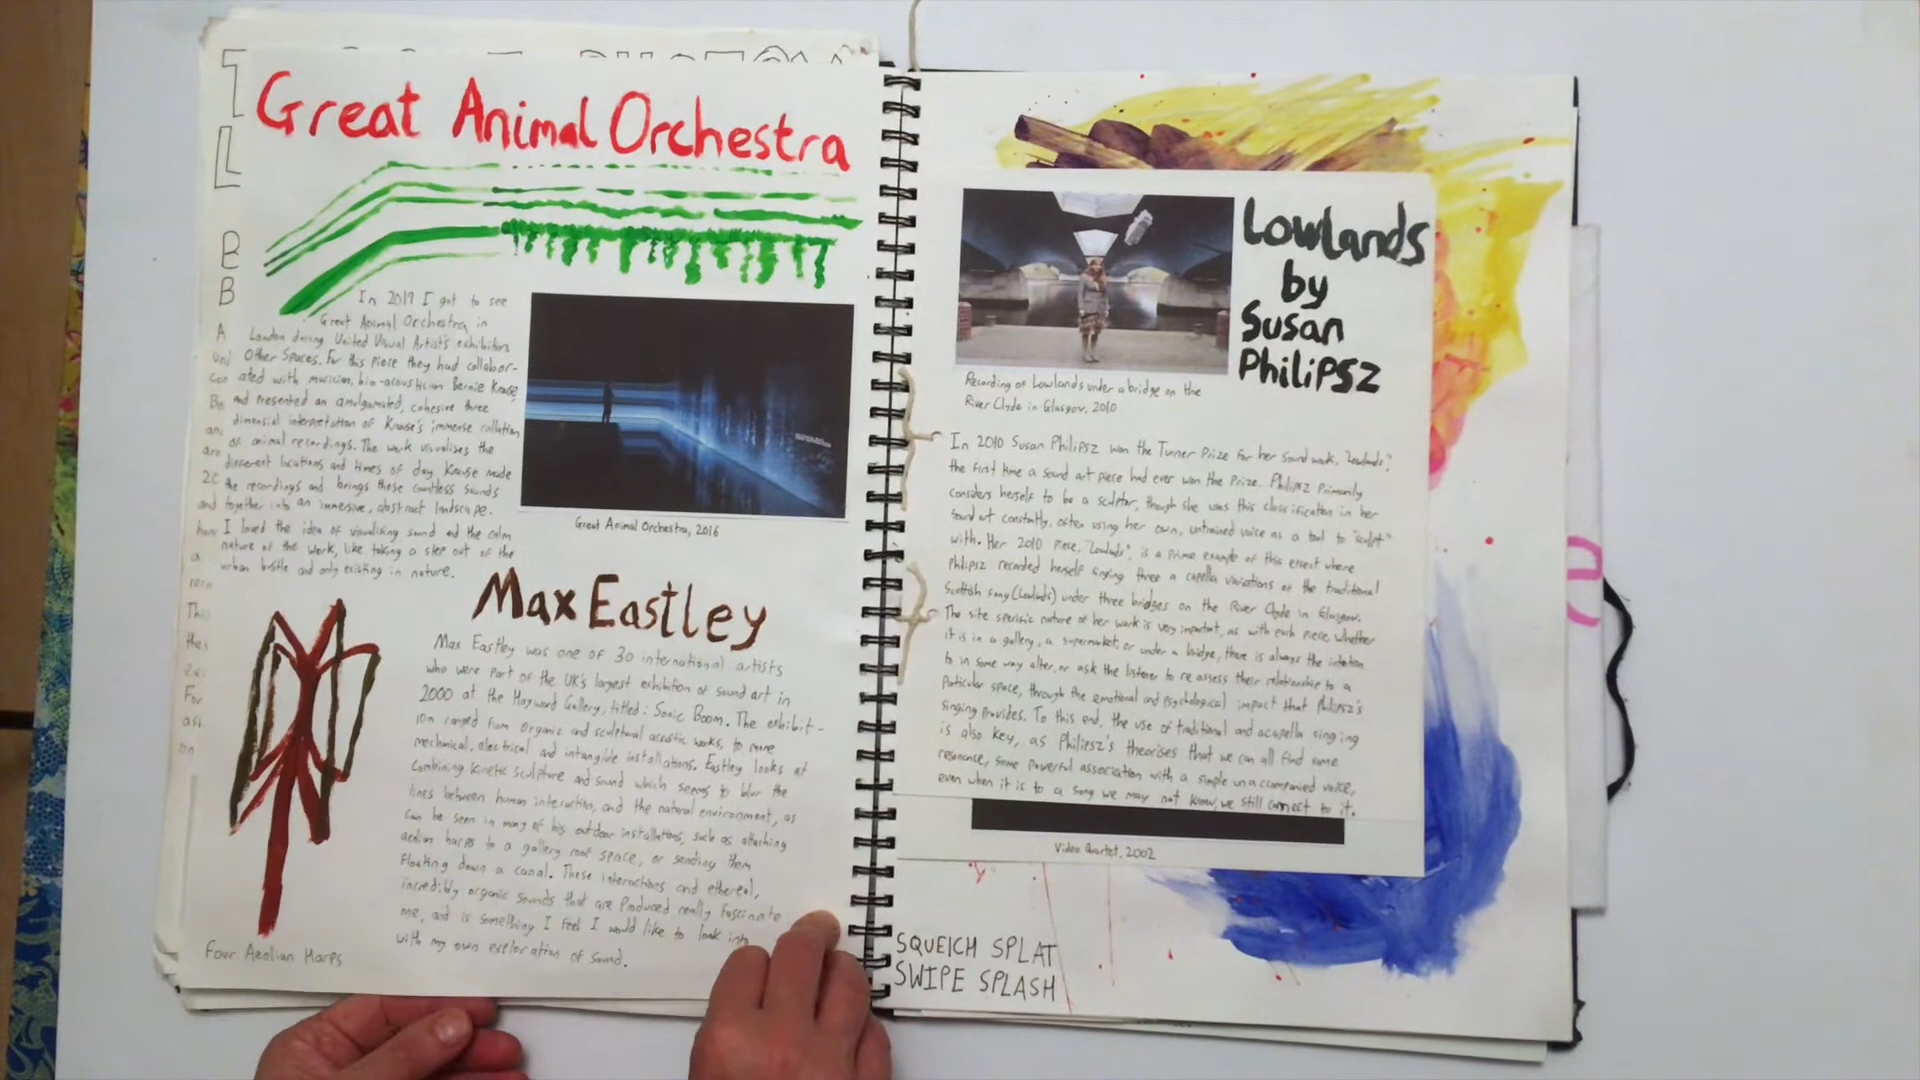 Great Animal Orchestra
In 2019 I got to see
Great Animal Orchestra in
London during United Visual Artist's exhibition
Other Spaces. For this piece they had collabor-
ated with musician, bio-acoustician Bernie Krause,
and presented an amalgamated, cohesive three
dimensial interpretation of Krause's immense collation
of animal recordings. The work visualises the
different locations and times of day Krause made
the recordings and brings these countless sounds
together into an immersive, abstract landscape.
I loved the idea of visualising sound and the calm
nature of the work, like taking a step out of the
urban bustle and only existing in nature.
Great Animal Orchestra, 2016
Max Eastley
Max Eastley was one of 30 international artists
who were part of the UK's largest exhibition of sound art in
2000 at the Hayward Gallery, titled: Sonic Boom. The exhibit-
ion ranged from organic and sculptural acoustic works, to more
mechanical, electrical and intangible installations. Eastley looks at
combining kinetic sculpture and sound which seems to blur the
lines between human interaction, and the natural environment, as
can be seen in many of his outdoor installations, such as attaching
aeolian harps to a gallery roof space, or sending them
floating down a canal. These interactions and ethereal,
incredibly organic sounds that are produced really fascinate
me, and is something I feel I would like to look into
with my own exploration of sound.
Four Aeolian Harps
Lowlands
by
Susan
PhiliPSZ
Recording of Lowlands under a bridge on the
River Clyde in Glasgow, 2010
In 2010 Susan Philipsz won the Turner Prize for her sound work, "Lowlands",
the first time a sound art piece had ever won the prize. Philipsz primarily
considers herself to be a sculptor, though she uses this classification in her
sound art constantly, often using her own, untrained voice as a tool to "sculpt"
with. Her 2010 piece, "Lowlands", is a prime example of this effect where
Philipsz recorded herself singing three a capella variations of the traditional
Scottish song (Lowlands) under three bridges on the River Clyde in Glasgow.
The site specific nature of her work is very important, as with each piece whether
it is in a gallery, a supermarket, or under a bridge, there is always the intention
to in some way alter, or ask the listener to re assess their relationship to a
paticular space, through the emotional and psychological impact that Philipsz's
singing provides. To this end, the use of traditional and acapella singing
is also key, as Philipsz's theorises that we can all find some
resonance, some powerful association with a simple unaccompanied voice,
even when it is to a song we may not know, we still connect to it.
Video Quartet, 2002
SQUELCH SPLAT
SWIPE SPLASH